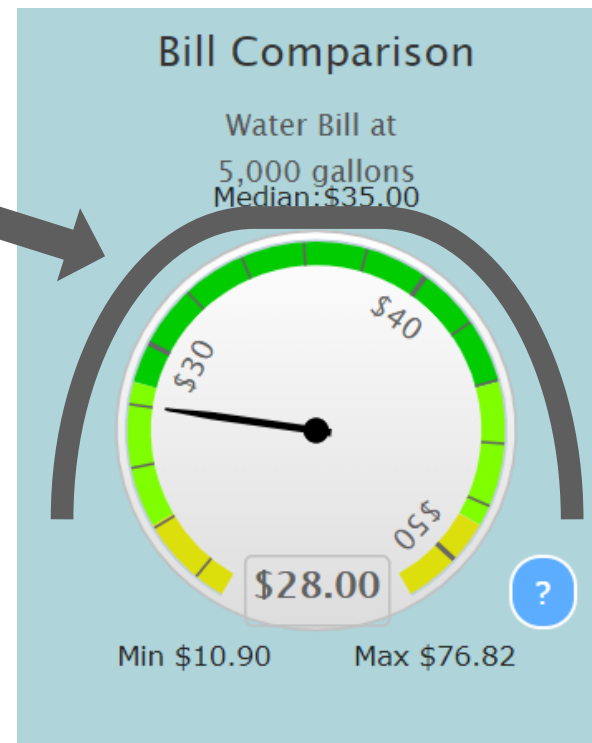 Bill Comparison
Water Bill at
5,000 gallons
Median:$35.00
$40
$30
$50
$28.00
?
Min $10.90 Max $76.82